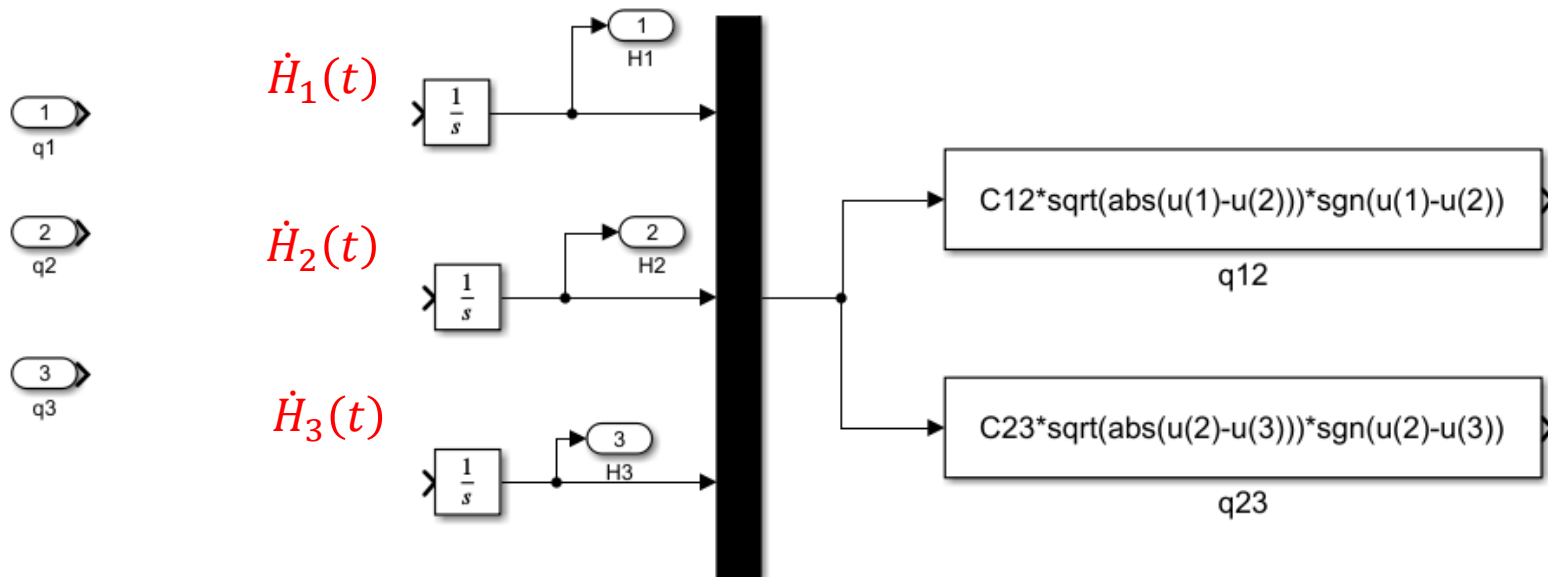 1
q1
2
q2
3
q3
Ḣ₁(t)
Ḣ₂(t)
Ḣ₃(t)
1
s
1
s
1
s
1
H1
2
H2
3
H3
C12*sqrt(abs(u(1)-u(2)))*sgn(u(1)-u(2))
q12
C23*sqrt(abs(u(2)-u(3)))*sgn(u(2)-u(3))
q23